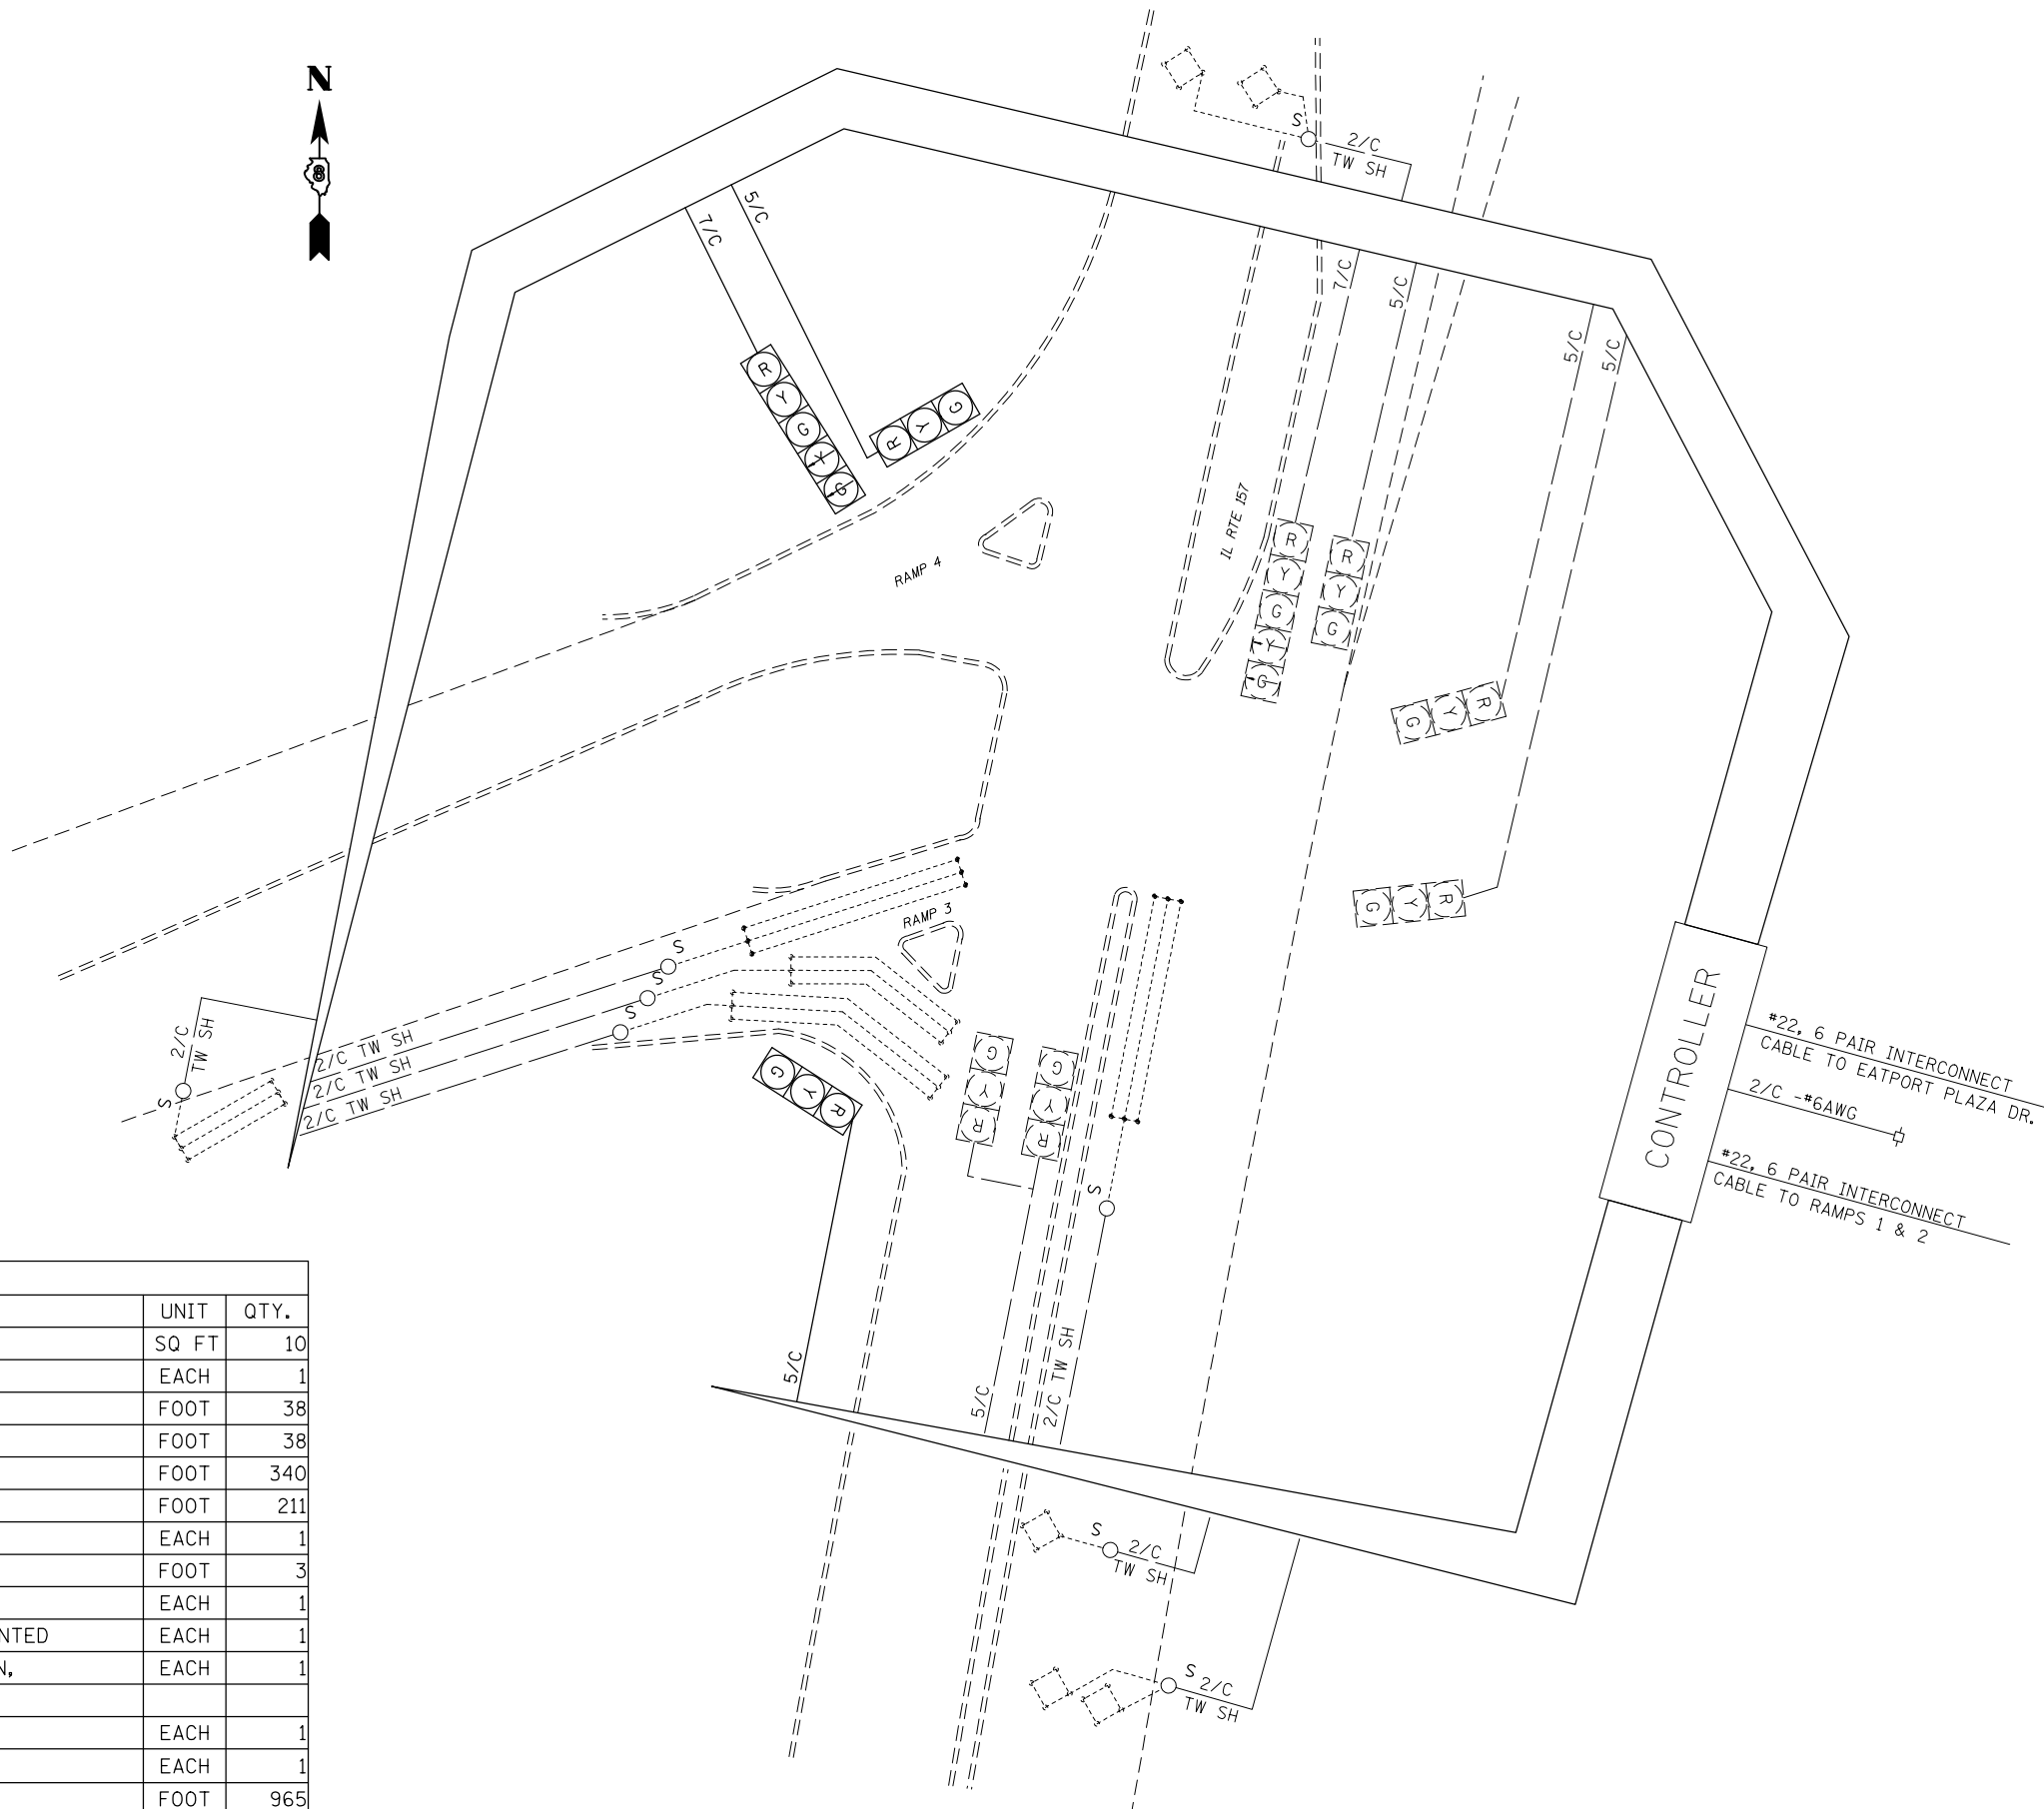 N
8
S
2/C
TW SH
7/C
5/C
7/C
5/C
5/C
5/C
R
Y
G
Y
G
R
Y
G
IL RTE 157
R
Y
G
Y
G
R
Y
G
RAMP 4
G
Y
R
G
Y
R
RAMP 3
S
S
S
2/C TW SH
2/C TW SH
2/C TW SH
2/C
TW SH
S
G
Y
R
G
Y
R
G
Y
R
S
CONTROLLER
#22, 6 PAIR INTERCONNECT
CABLE TO EATPORT PLAZA DR.
2/C -#6AWG
#22, 6 PAIR INTERCONNECT
CABLE TO RAMPS 1 & 2
5/C
5/C
2/C TW SH
S
2/C
TW SH
S
2/C
TW SH
UNIT QTY.
SQ FT 10
EACH 1
FOOT 38
FOOT 38
FOOT 340
FOOT 211
EACH 1
FOOT 3
EACH 1
NTED EACH 1
N, EACH 1
EACH 1
EACH 1
FOOT 965